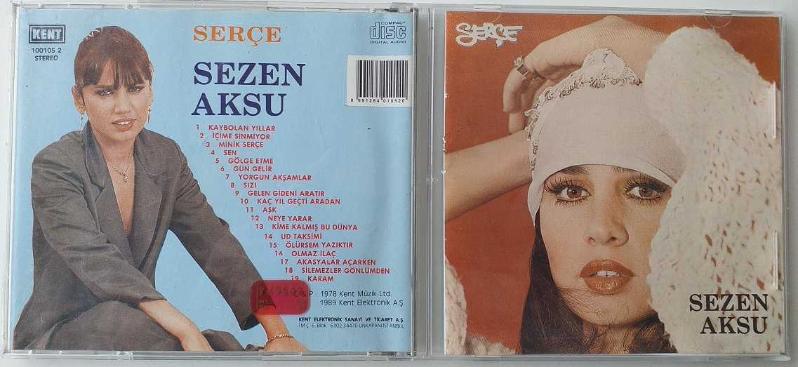 KENT
100105 2
STEREO
SERÇE
COMPACT
disc
DIGITAL AUDIO
SEZEN
AKSU
1 KAYBOLAN YILLAR
2 İÇİME SİNMİYOR
3 MİNİK SERÇE
4 SEN
5 GÖLGE ETME
6 GÜN GELİR
7 YORGUN AKŞAMLAR
8 SIZI
9 GELEN GİDENİ ARATIR
10 KAÇ YIL GEÇTİ ARADAN
11 AŞK
12 NEYE YARAR
13 KİME KALMIŞ BU DÜNYA
14 UD TAKSİMİ
15 ÖLÜRSEM YAZIKTIR
16 OLMAZ İLAÇ
17 AKASYALAR AÇARKEN
18 SİLEMEZLER GÖNLÜMDEN
19 KARAM
P 1978 Kent Müzik Ltd.
1989 Kent Elektronik A.Ş.
KENT ELEKTRONİK SANAYİ VE TİCARET A.Ş.
SERÇE
SEZEN
AKSU